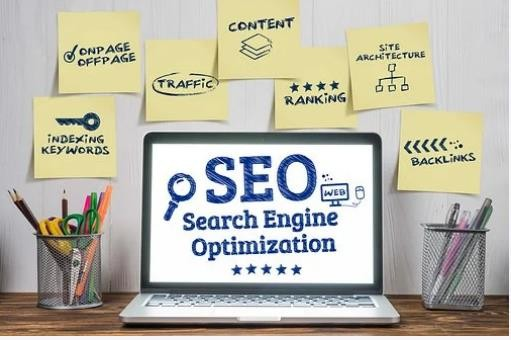 ONPAGE
OFFPAGE
TRAFFIC
CONTENT
RANKING
SITE
ARCHITECTURE
INDEXING
KEYWORDS
BACKLINKS
SEO
WEB
Search Engine
Optimization